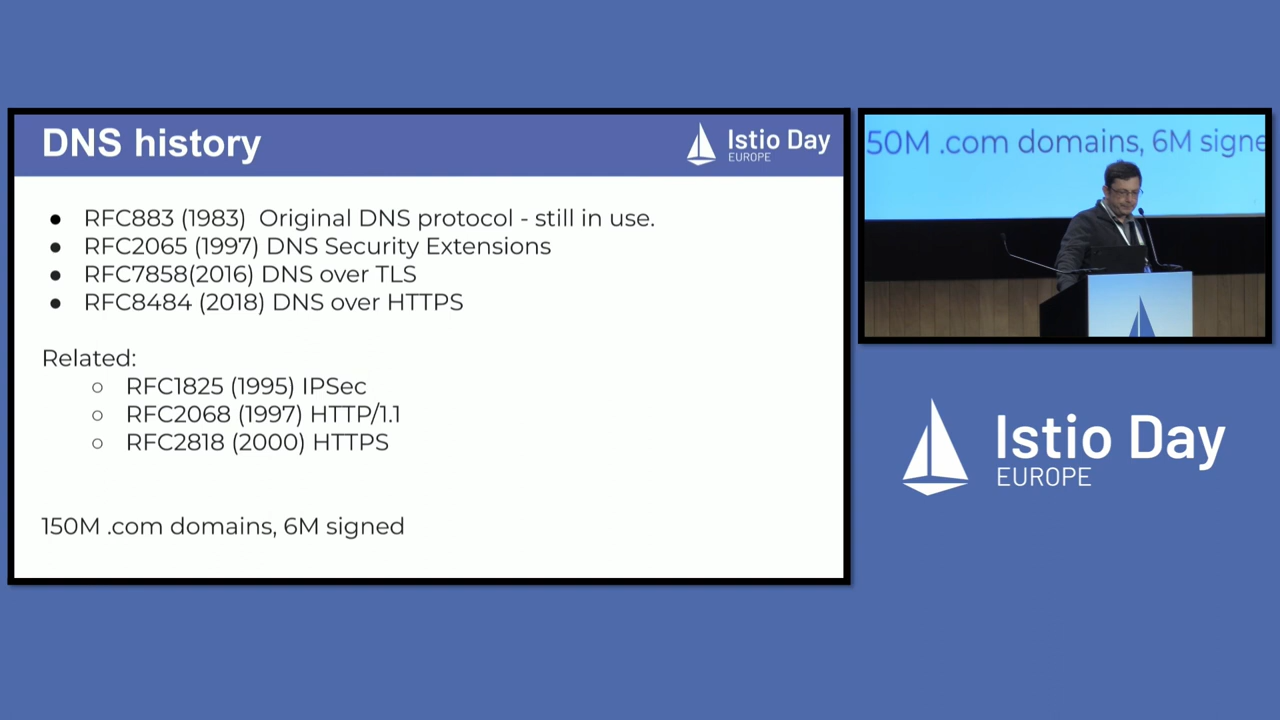 DNS history
Istio Day
EUROPE
● RFC883 (1983)  Original DNS protocol - still in use.
● RFC2065 (1997) DNS Security Extensions
● RFC7858(2016) DNS over TLS
● RFC8484 (2018) DNS over HTTPS
Related:
○ RFC1825 (1995) IPSec
○ RFC2068 (1997) HTTP/1.1
○ RFC2818 (2000) HTTPS
150M .com domains, 6M signed
50M .com domains, 6M signe
Istio Day
EUROPE